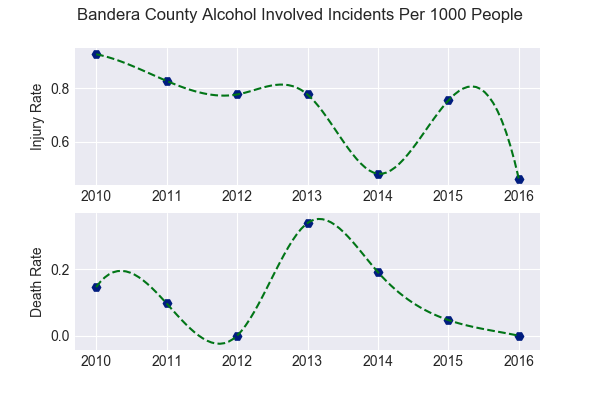 Bandera County Alcohol Involved Incidents Per 1000 People
Injury Rate
0.8
0.6
2010 2011 2012 2013 2014 2015 2016
Death Rate
0.2
0.0
2010 2011 2012 2013 2014 2015 2016